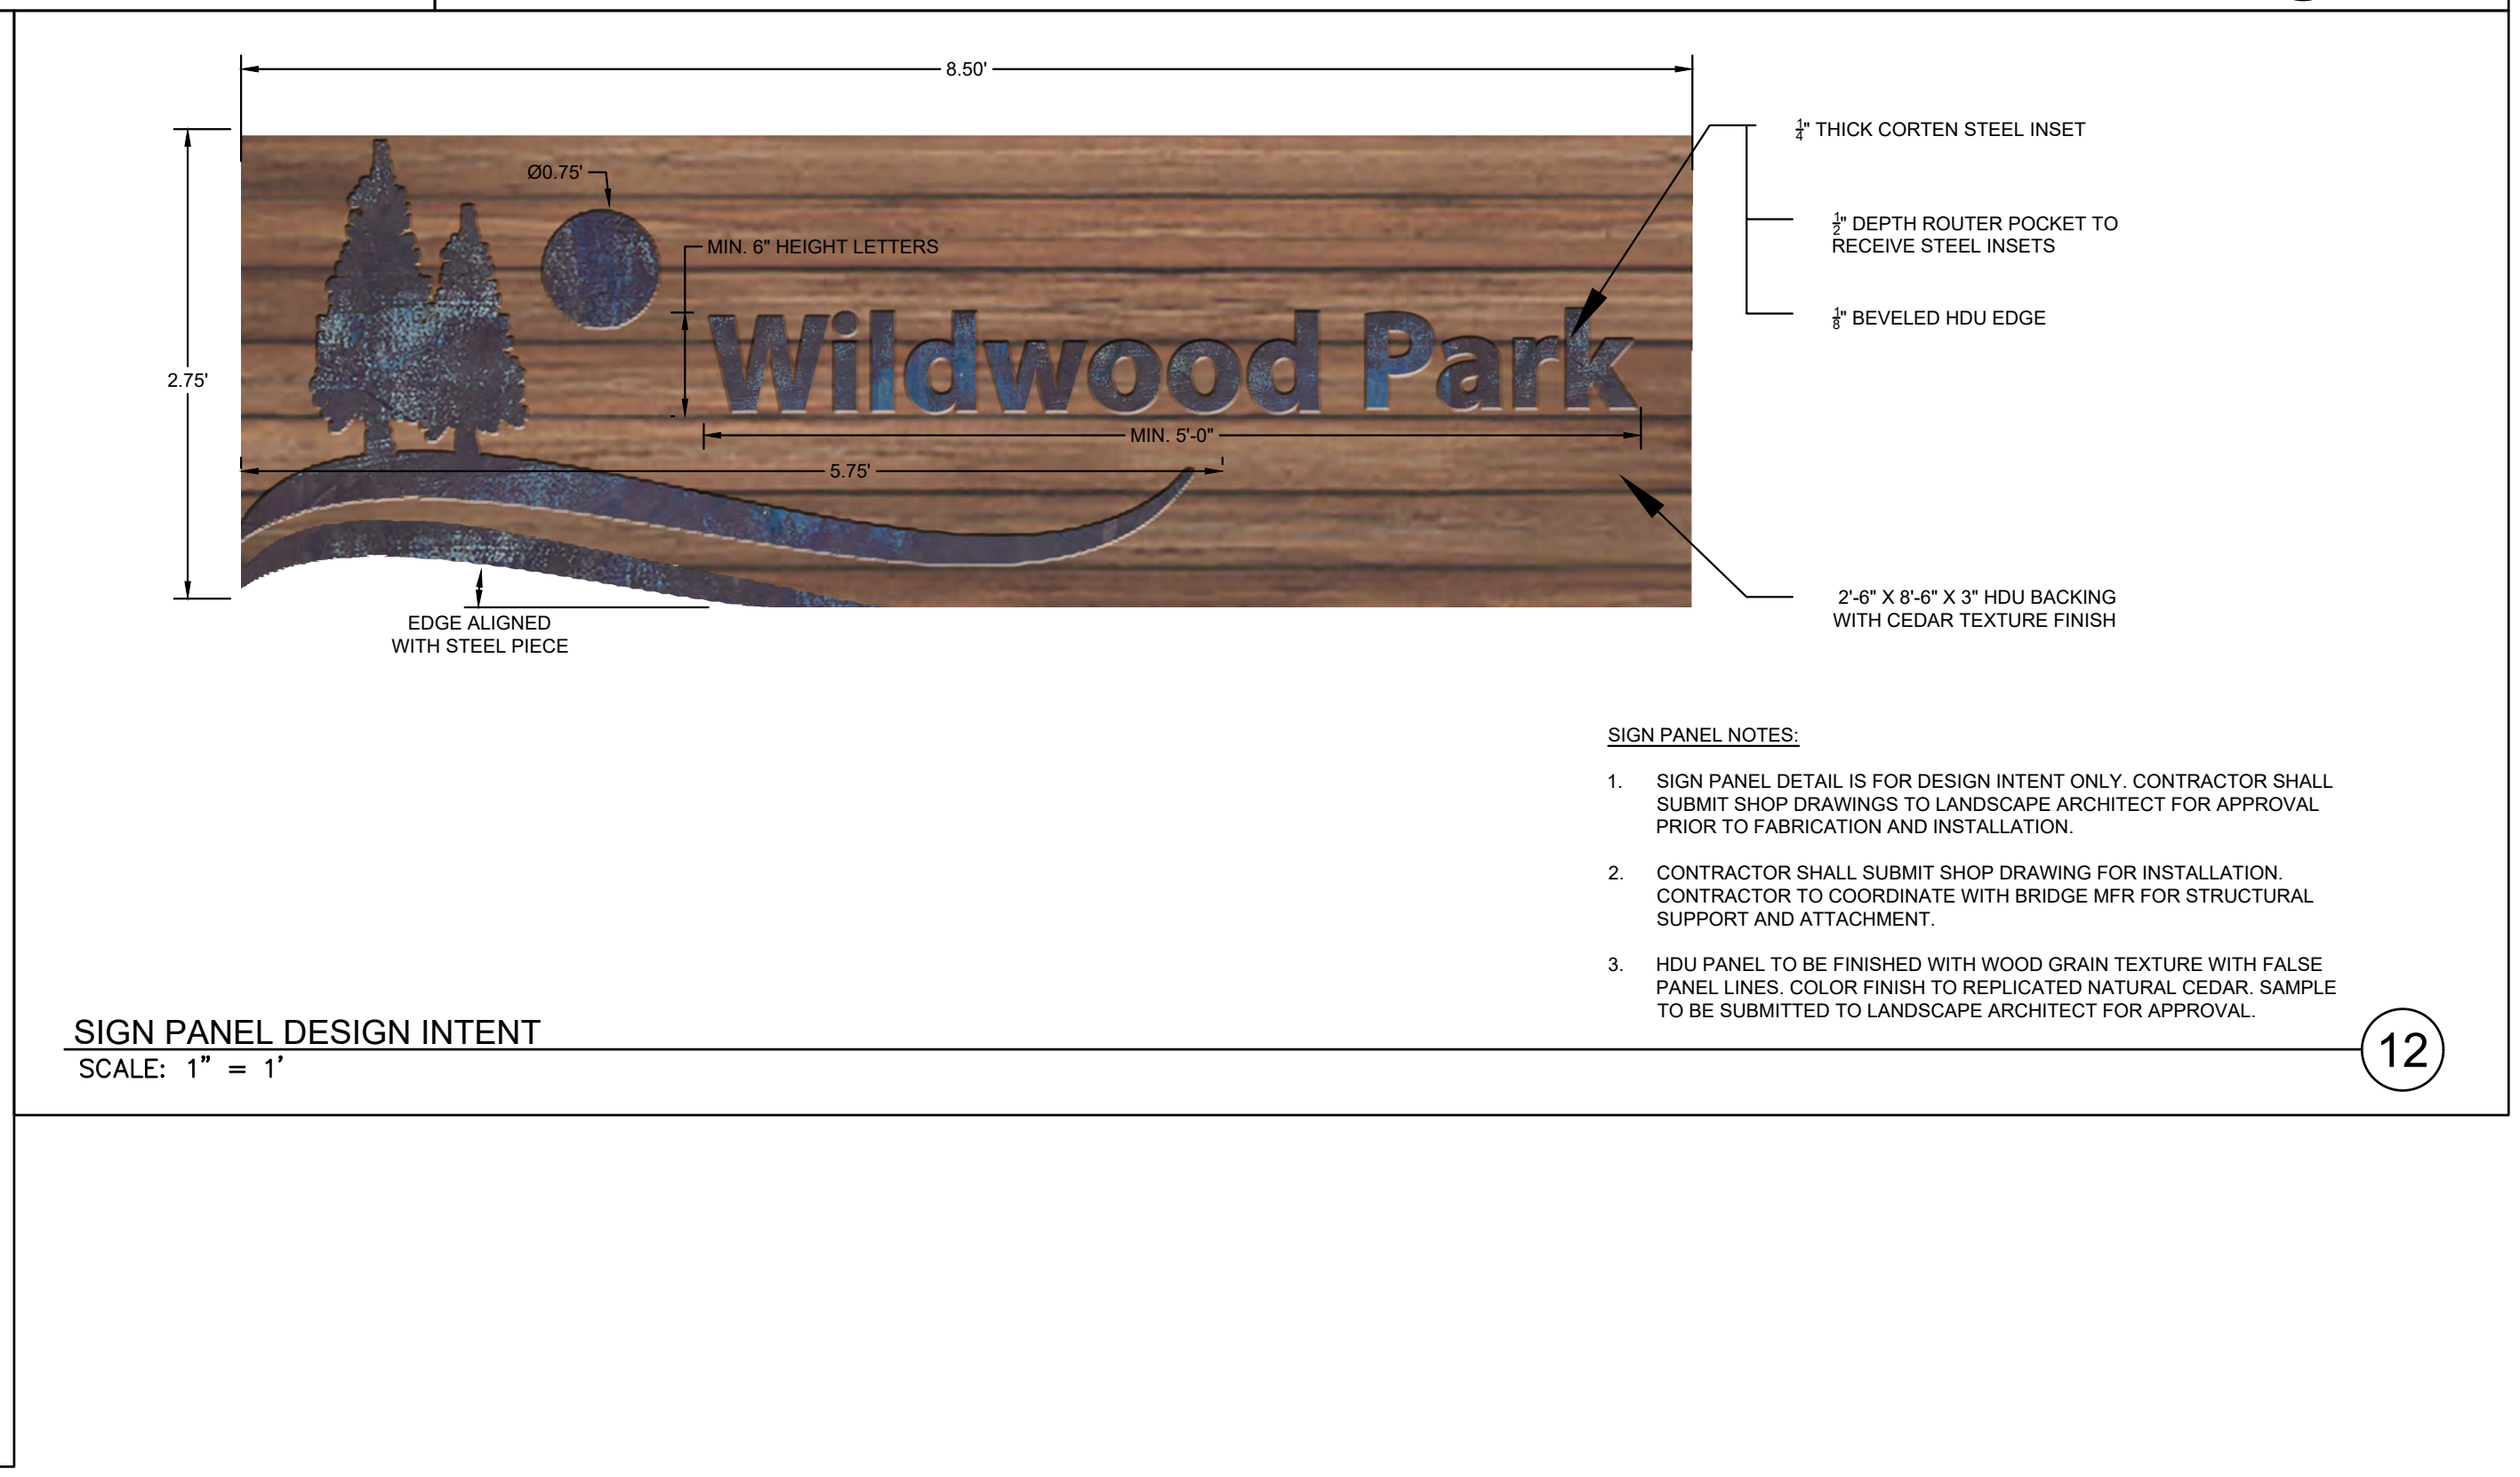 8.50'
¼" THICK CORTEN STEEL INSET
Ø0.75'
½" DEPTH ROUTER POCKET TO
RECEIVE STEEL INSETS
MIN. 6" HEIGHT LETTERS
⅛" BEVELED HDU EDGE
Wildwood Park
2.75'
MIN. 5'-0"
5.75'
2'-6" X 8'-6" X 3" HDU BACKING
WITH CEDAR TEXTURE FINISH
EDGE ALIGNED
WITH STEEL PIECE
SIGN PANEL NOTES:
1. SIGN PANEL DETAIL IS FOR DESIGN INTENT ONLY. CONTRACTOR SHALL
SUBMIT SHOP DRAWINGS TO LANDSCAPE ARCHITECT FOR APPROVAL
PRIOR TO FABRICATION AND INSTALLATION.
2. CONTRACTOR SHALL SUBMIT SHOP DRAWING FOR INSTALLATION.
CONTRACTOR TO COORDINATE WITH BRIDGE MFR FOR STRUCTURAL
SUPPORT AND ATTACHMENT.
3. HDU PANEL TO BE FINISHED WITH WOOD GRAIN TEXTURE WITH FALSE
PANEL LINES. COLOR FINISH TO REPLICATED NATURAL CEDAR. SAMPLE
TO BE SUBMITTED TO LANDSCAPE ARCHITECT FOR APPROVAL.
SIGN PANEL DESIGN INTENT
SCALE: 1" = 1'
12